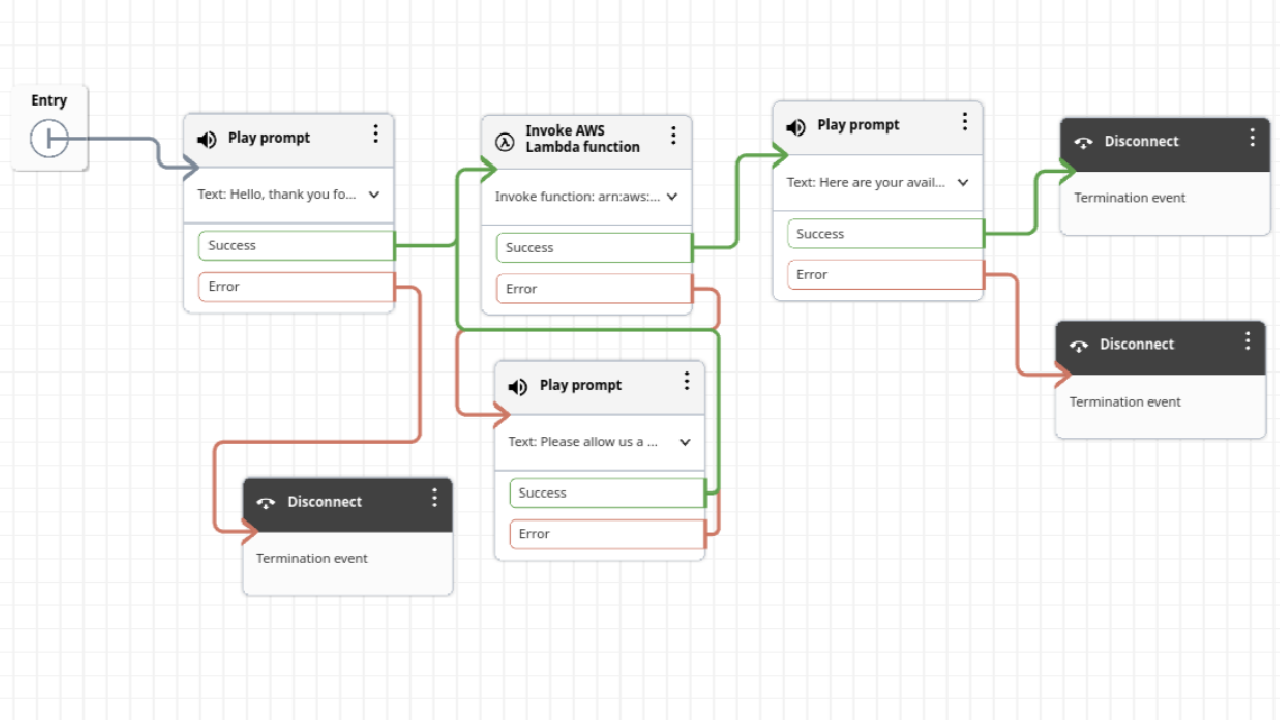 Entry
Play prompt
Text: Hello, thank you fo...
Success
Error
Invoke AWS
Lambda function
Invoke function: arn:aws:...
Success
Error
Play prompt
Text: Here are your avail...
Success
Error
Disconnect
Termination event
Disconnect
Termination event
Play prompt
Text: Please allow us a ...
Success
Error
Disconnect
Termination event